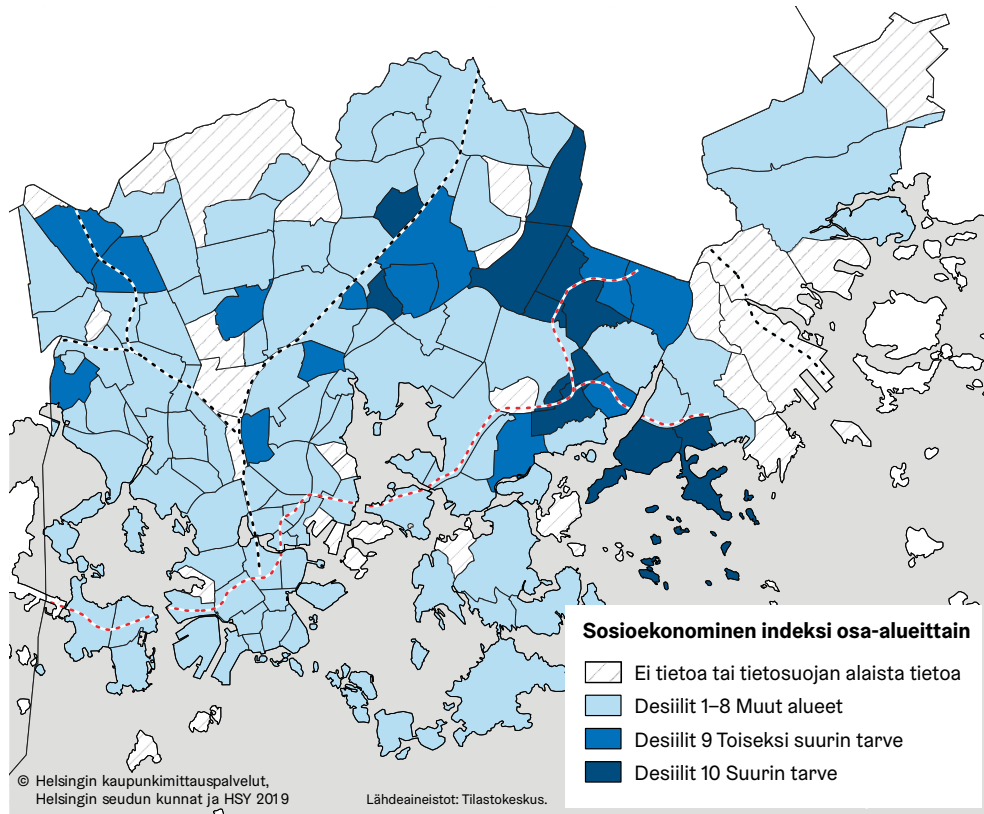 Sosioekonominen indeksi osa-alueittain
Ei tietoa tai tietosuojan alaista tietoa
Desiilit 1–8 Muut alueet
Desiilit 9 Toiseksi suurin tarve
Desiilit 10 Suurin tarve
© Helsingin kaupunkimittauspalvelut,
Helsingin seudun kunnat ja HSY 2019
Lähdeaineistot: Tilastokeskus.